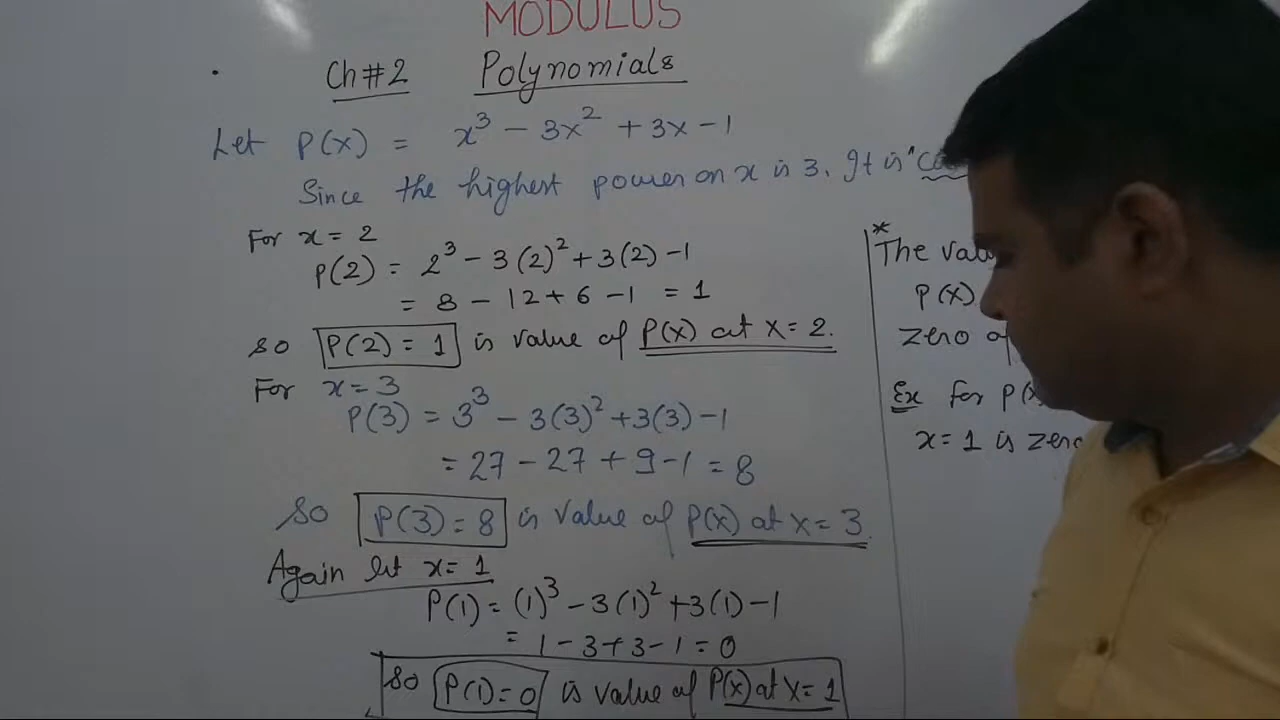 MODULUS
Ch#2 Polynomials
Let P(x) = x³ - 3x² + 3x - 1
Since the highest power on x is 3. It is "
For x = 2
P(2) = 2³ - 3(2)² + 3(2) - 1
= 8 - 12 + 6 - 1 = 1
So P(2) = 1 is value of P(x) at x = 2.
For x = 3
P(3) = 3³ - 3(3)² + 3(3) - 1
= 27 - 27 + 9 - 1 = 8
So P(3) = 8 is value of P(x) at x = 3.
Again let x = 1
P(1) = (1)³ - 3(1)² + 3(1) - 1
= 1 - 3 + 3 - 1 = 0
So P(1) = 0 is value of P(x) at x = 1
* The
P(x)
zero of
Ex for P(x)
x = 1 is zero